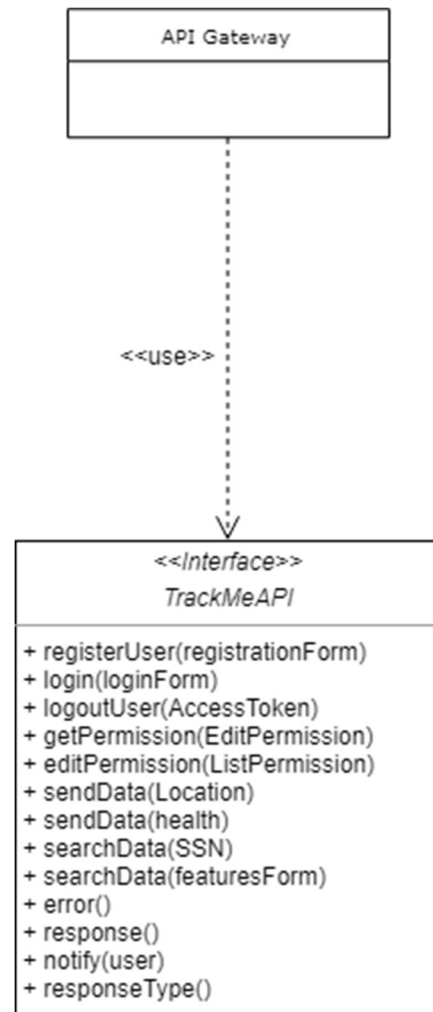 API Gateway
<<use>>
<<Interface>>
TrackMeAPI
+ registerUser(registrationForm)
+ login(loginForm)
+ logoutUser(AccessToken)
+ getPermission(EditPermission)
+ editPermission(ListPermission)
+ sendData(Location)
+ sendData(health)
+ searchData(SSN)
+ searchData(featuresForm)
+ error()
+ response()
+ notify(user)
+ responseType()